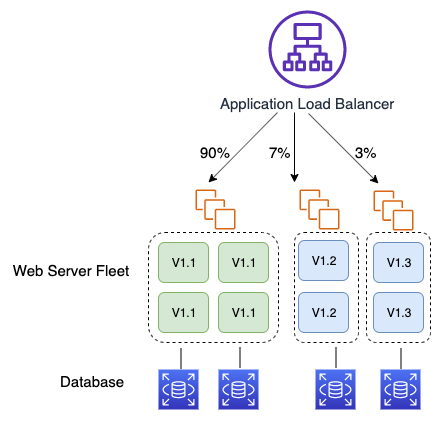 Application Load Balancer
90%
7%
3%
Web Server Fleet
V1.1
V1.1
V1.2
V1.3
V1.1
V1.1
V1.2
V1.3
Database